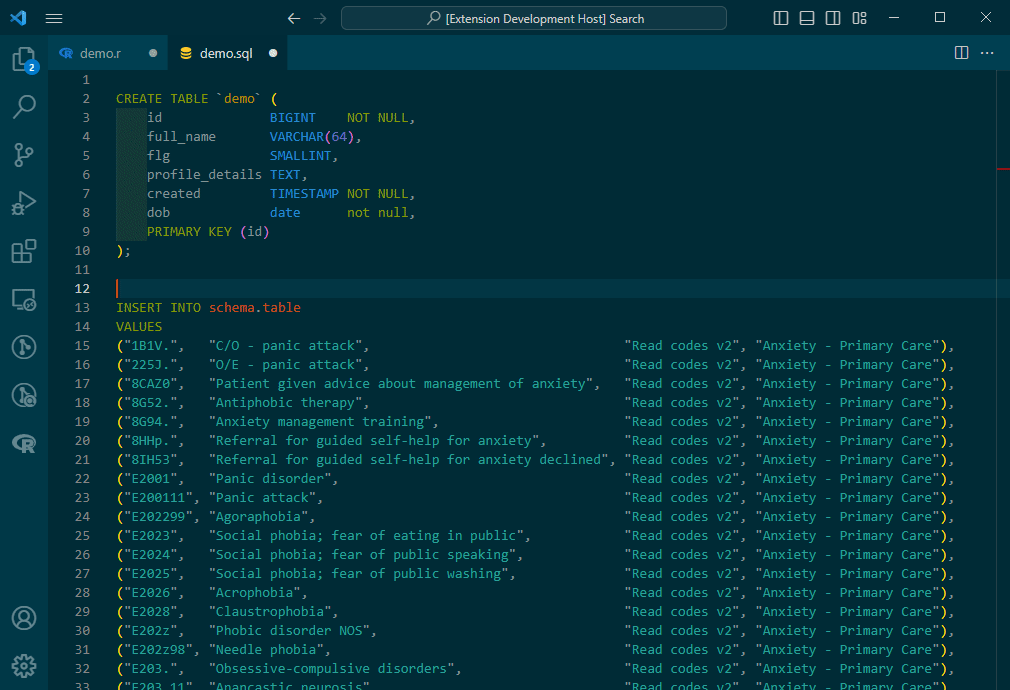 [Extension Development Host] Search
2
demo.r
demo.sql
1
2 CREATE TABLE `demo` (
3     id              BIGINT    NOT NULL,
4     full_name       VARCHAR(64),
5     flg             SMALLINT,
6     profile_details TEXT,
7     created         TIMESTAMP NOT NULL,
8     dob             date      not null,
9     PRIMARY KEY (id)
10 );
11
12
13 INSERT INTO schema.table
14 VALUES
15 ("1B1V.",   "C/O - panic attack",                                 "Read codes v2", "Anxiety - Primary Care"),
16 ("225J.",   "O/E - panic attack",                                 "Read codes v2", "Anxiety - Primary Care"),
17 ("8CAZ0",   "Patient given advice about management of anxiety",   "Read codes v2", "Anxiety - Primary Care"),
18 ("8G52.",   "Antiphobic therapy",                                 "Read codes v2", "Anxiety - Primary Care"),
19 ("8G94.",   "Anxiety management training",                        "Read codes v2", "Anxiety - Primary Care"),
20 ("8HHp.",   "Referral for guided self-help for anxiety",          "Read codes v2", "Anxiety - Primary Care"),
21 ("8IH53",   "Referral for guided self-help for anxiety declined", "Read codes v2", "Anxiety - Primary Care"),
22 ("E2001",   "Panic disorder",                                     "Read codes v2", "Anxiety - Primary Care"),
23 ("E200111", "Panic attack",                                       "Read codes v2", "Anxiety - Primary Care"),
24 ("E202299", "Agoraphobia",                                        "Read codes v2", "Anxiety - Primary Care"),
25 ("E2023",   "Social phobia; fear of eating in public",            "Read codes v2", "Anxiety - Primary Care"),
26 ("E2024",   "Social phobia; fear of public speaking",             "Read codes v2", "Anxiety - Primary Care"),
27 ("E2025",   "Social phobia; fear of public washing",              "Read codes v2", "Anxiety - Primary Care"),
28 ("E2026",   "Acrophobia",                                         "Read codes v2", "Anxiety - Primary Care"),
29 ("E2028",   "Claustrophobia",                                     "Read codes v2", "Anxiety - Primary Care"),
30 ("E202z",   "Phobic disorder NOS",                                "Read codes v2", "Anxiety - Primary Care"),
31 ("E202z98", "Needle phobia",                                      "Read codes v2", "Anxiety - Primary Care"),
32 ("E203.",   "Obsessive-compulsive disorders",                     "Read codes v2", "Anxiety - Primary Care"),
33 ("E203.11", "Anancastic neurosis",                                "Read codes v2", "Anxiety - Primary Care"),